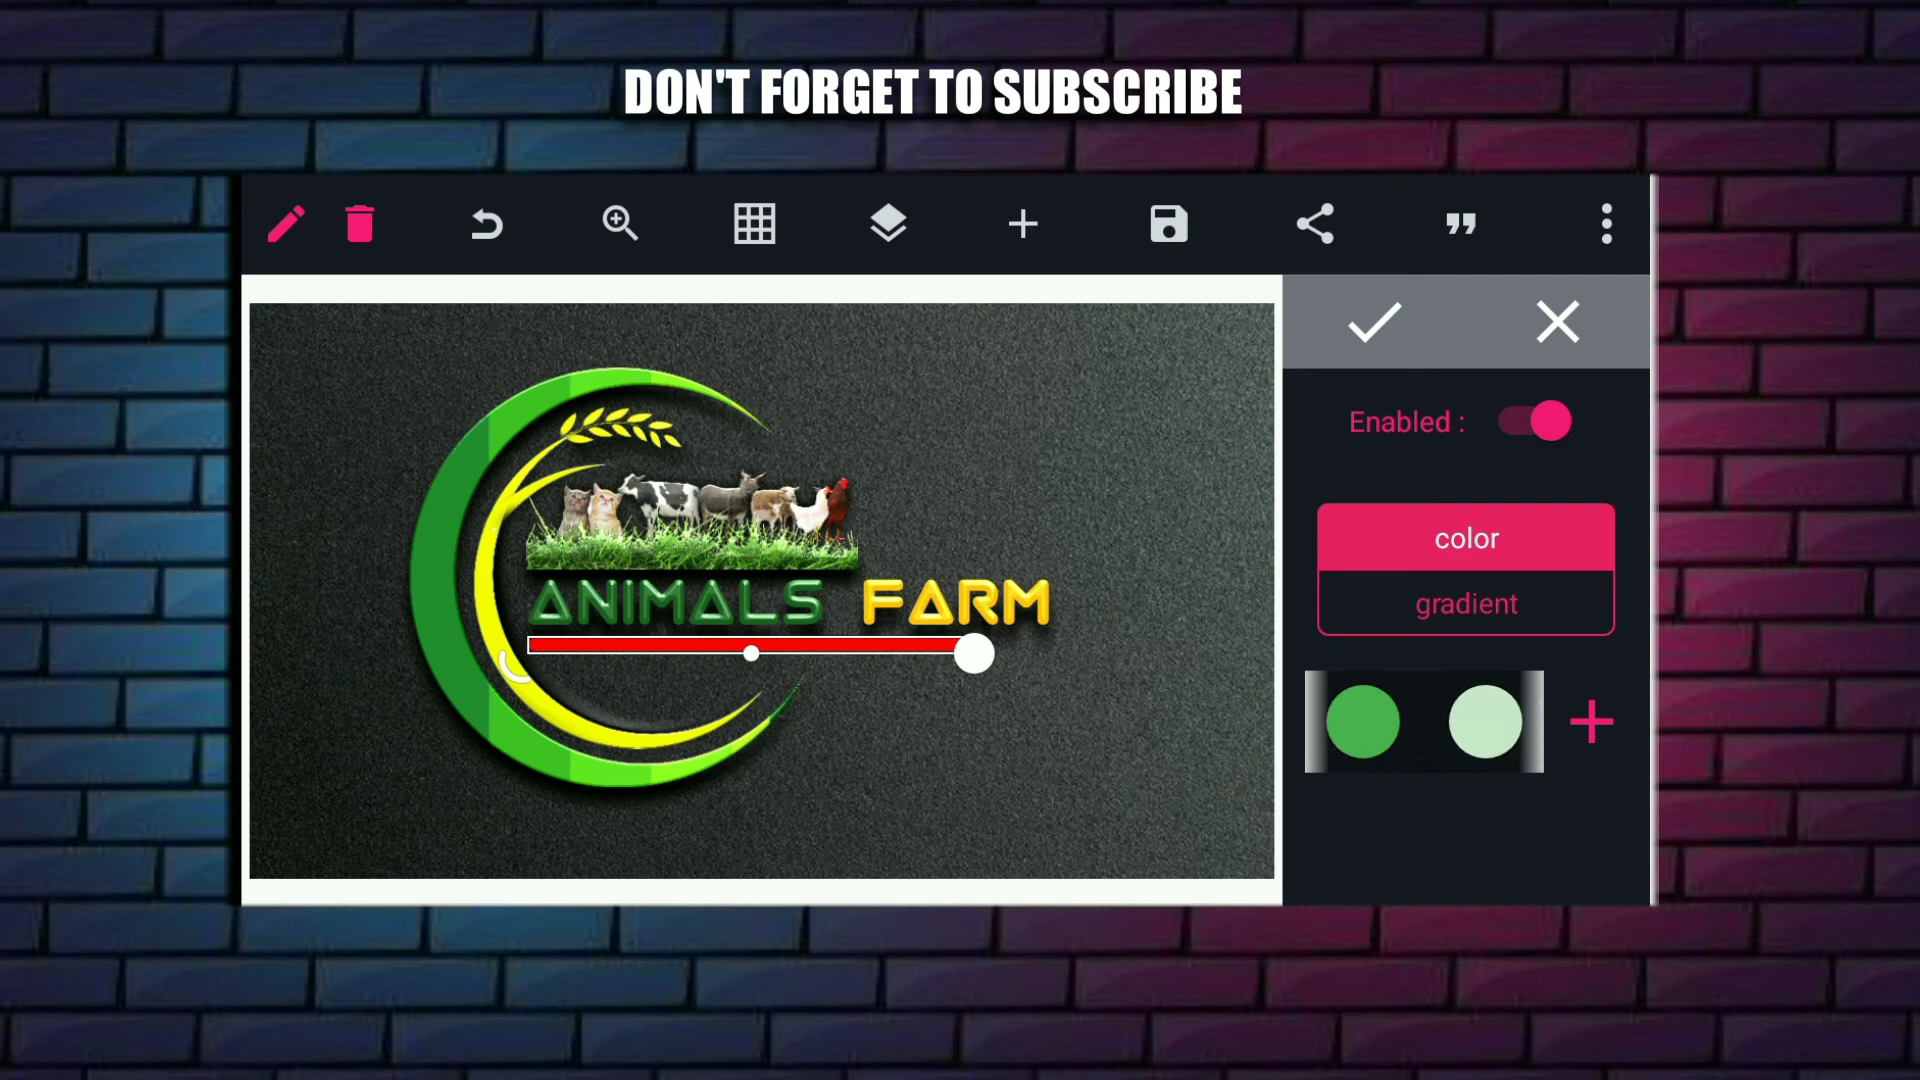 DON'T FORGET TO SUBSCRIBE
Enabled :
color
ANIMALS FARM
gradient